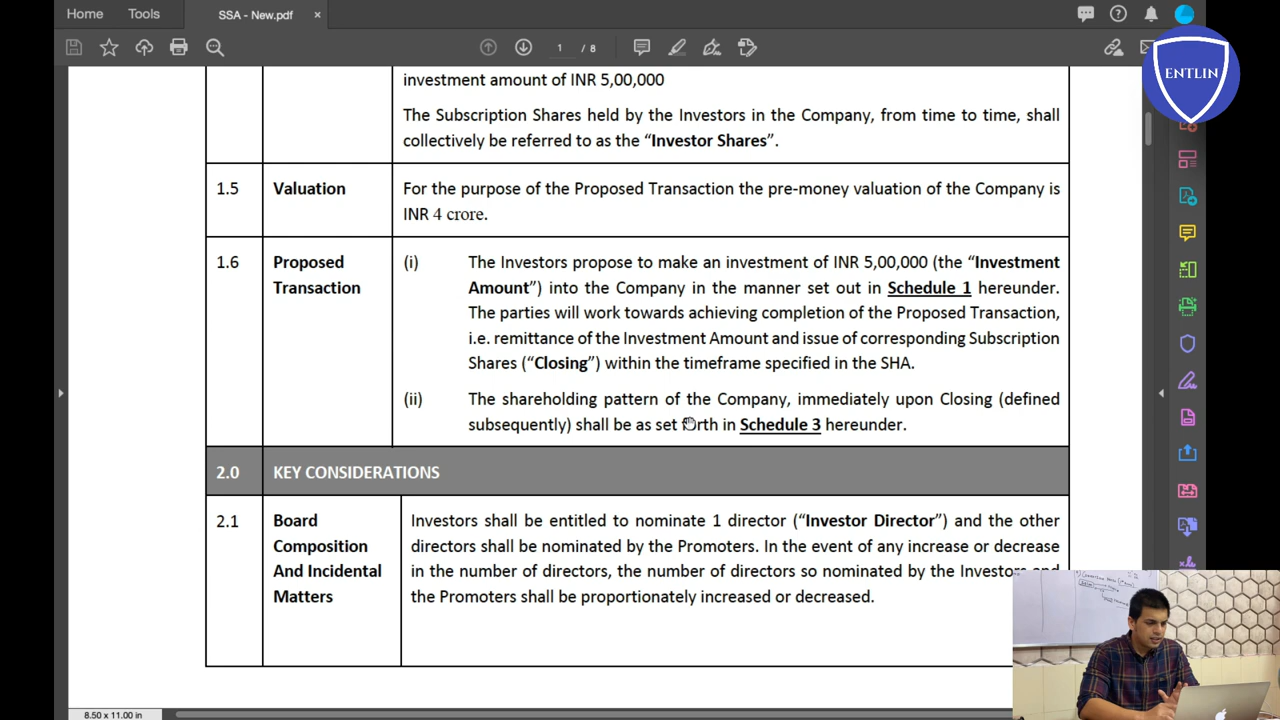 Home
Tools
SSA - New.pdf
×
1 / 8
ENTLIN
investment amount of INR 5,00,000
The Subscription Shares held by the Investors in the Company, from time to time, shall
collectively be referred to as the “Investor Shares”.
1.5
Valuation
For the purpose of the Proposed Transaction the pre-money valuation of the Company is
INR 4 crore.
1.6
Proposed
Transaction
(i)
The Investors propose to make an investment of INR 5,00,000 (the “Investment
Amount”) into the Company in the manner set out in Schedule 1 hereunder.
The parties will work towards achieving completion of the Proposed Transaction,
i.e. remittance of the Investment Amount and issue of corresponding Subscription
Shares (“Closing”) within the timeframe specified in the SHA.
(ii)
The shareholding pattern of the Company, immediately upon Closing (defined
subsequently) shall be as set forth in Schedule 3 hereunder.
2.0
KEY CONSIDERATIONS
2.1
Board
Composition
And Incidental
Matters
Investors shall be entitled to nominate 1 director (“Investor Director”) and the other
directors shall be nominated by the Promoters. In the event of any increase or decrease
in the number of directors, the number of directors so nominated by the Investors and
the Promoters shall be proportionately increased or decreased.
8.50 x 11.00 in